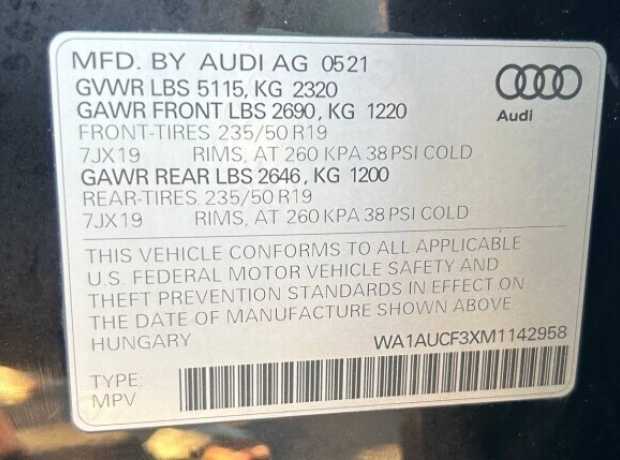 MFD. BY AUDI AG 0521
GVWR LBS 5115, KG 2320
GAWR FRONT LBS 2690, KG 1220
FRONT-TIRES 235/50 R19
7JX19 RIMS, AT 260 KPA 38 PSI COLD
GAWR REAR LBS 2646, KG 1200
REAR-TIRES 235/50 R19
7JX19 RIMS, AT 260 KPA 38 PSI COLD
Audi
THIS VEHICLE CONFORMS TO ALL APPLICABLE
U.S. FEDERAL MOTOR VEHICLE SAFETY AND
THEFT PREVENTION STANDARDS IN EFFECT ON
THE DATE OF MANUFACTURE SHOWN ABOVE
HUNGARY WA1AUCF3XM1142958
TYPE:
MPV